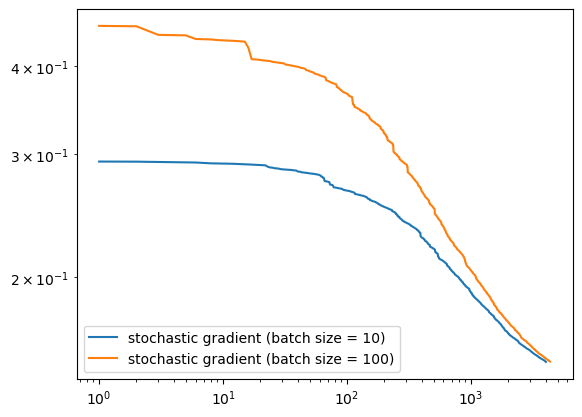 4 × 10⁻¹
3 × 10⁻¹
2 × 10⁻¹
stochastic gradient (batch size = 10)
stochastic gradient (batch size = 100)
10⁰ 10¹ 10² 10³